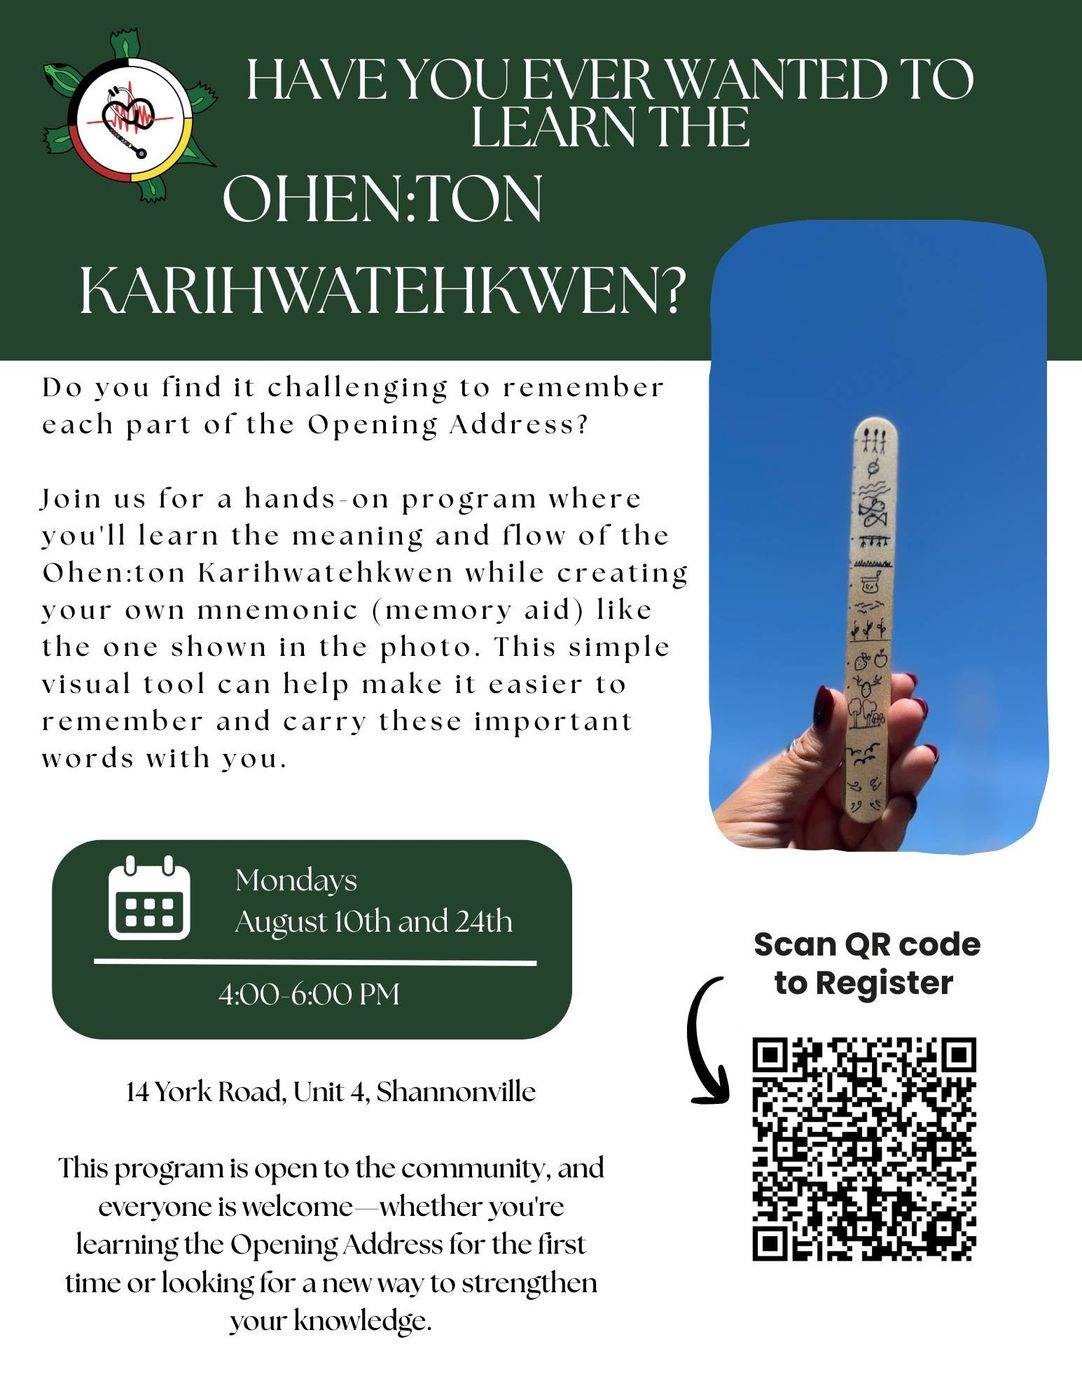 HAVE YOU EVER WANTED TO
LEARN THE
OHEN:TON
KARIHWATEHKWEN?
Do you find it challenging to remember
each part of the Opening Address?
Join us for a hands-on program where
you'll learn the meaning and flow of the
Ohen:ton Karihwatehkwen while creating
your own mnemonic (memory aid) like
the one shown in the photo. This simple
visual tool can help make it easier to
remember and carry these important
words with you.
Mondays
August 10th and 24th
4:00-6:00 PM
14 York Road, Unit 4, Shannonville
This program is open to the community, and
everyone is welcome—whether you're
learning the Opening Address for the first
time or looking for a new way to strengthen
your knowledge.
Scan QR code
to Register